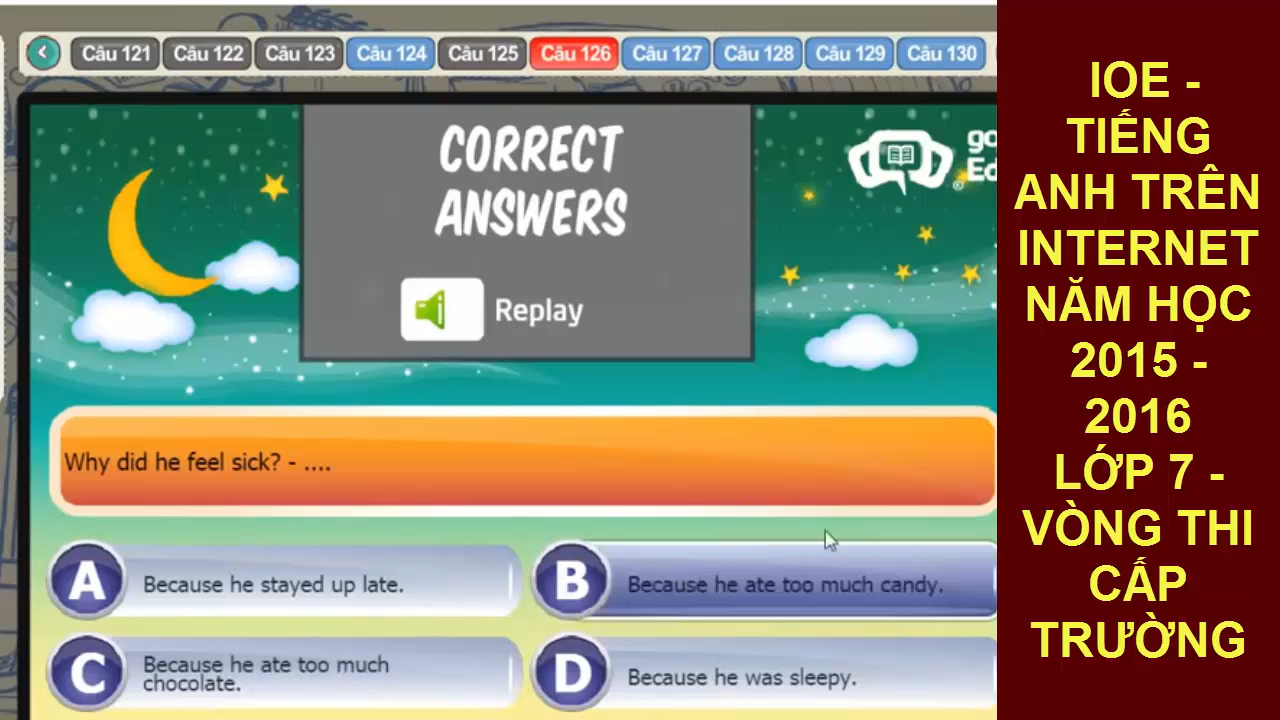 Câu 121 Câu 122 Câu 123 Câu 124 Câu 125 Câu 126 Câu 127 Câu 128 Câu 129 Câu 130
CORRECT
ANSWERS
Replay
Why did he feel sick? - ....
A Because he stayed up late.
B Because he ate too much candy.
C Because he ate too much
chocolate.
D Because he was sleepy.
IOE -
TIẾNG
ANH TRÊN
INTERNET
NĂM HỌC
2015 -
2016
LỚP 7 -
VÒNG THI
CẤP
TRƯỜNG